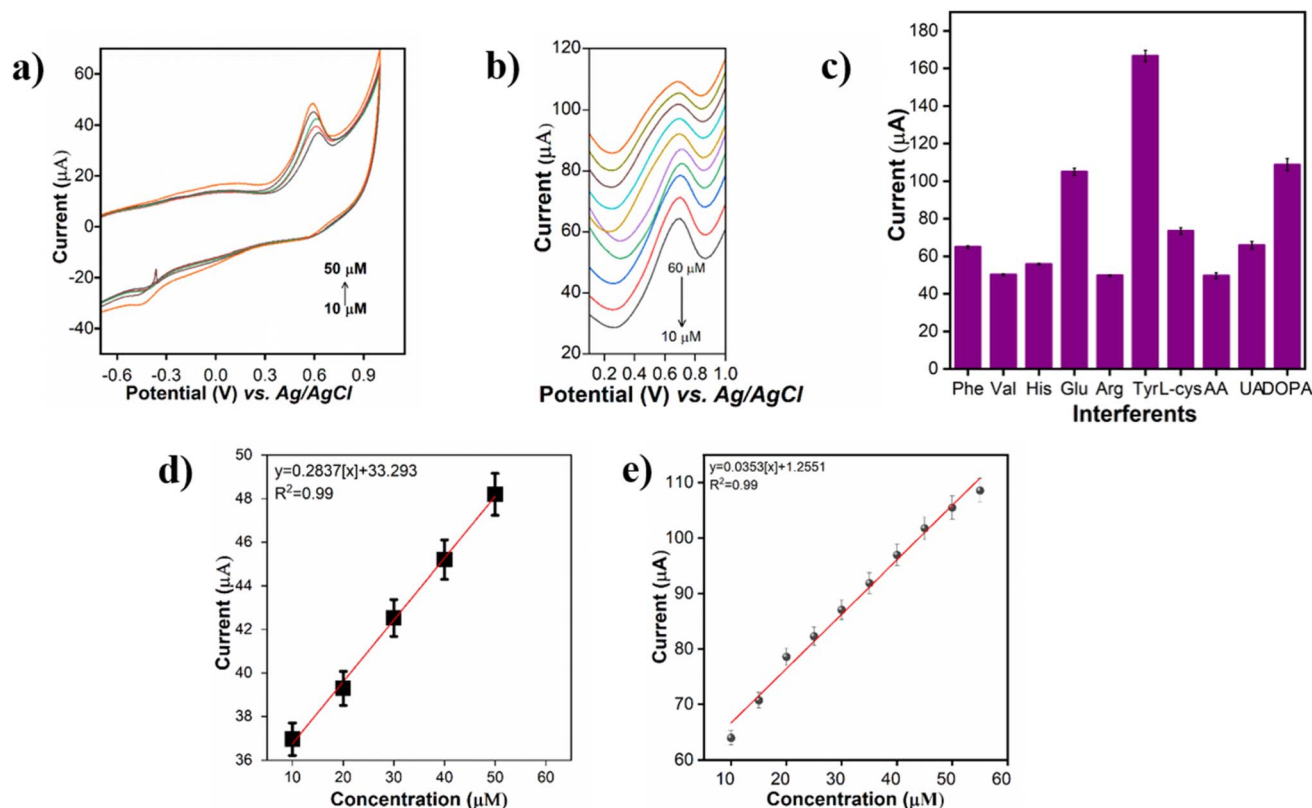 a)
60
40
20
0
-20
-40
Current (µA)
50 µM
10 µM
-0.6 -0.3 0.0 0.3 0.6 0.9
Potential (V) vs. Ag/AgCl
b)
120
100
80
60
40
20
Current (µA)
60 µM
10 µM
0.2 0.4 0.6 0.8 1.0
Potential (V) vs. Ag/AgCl
c)
180
160
140
120
100
80
60
40
20
0
Current (µA)
Phe Val His Glu Arg Tyr L-cys AA UA DOPA
Interferents
d)
y=0.2837[x]+33.293
R²=0.99
50
48
46
44
42
40
38
36
Current (µA)
10 20 30 40 50 60
Concentration (µM)
e)
y=0.0353[x]+1.2551
R²=0.99
110
100
90
80
70
60
Current (µA)
10 20 30 40 50 60
Concentration (µM)